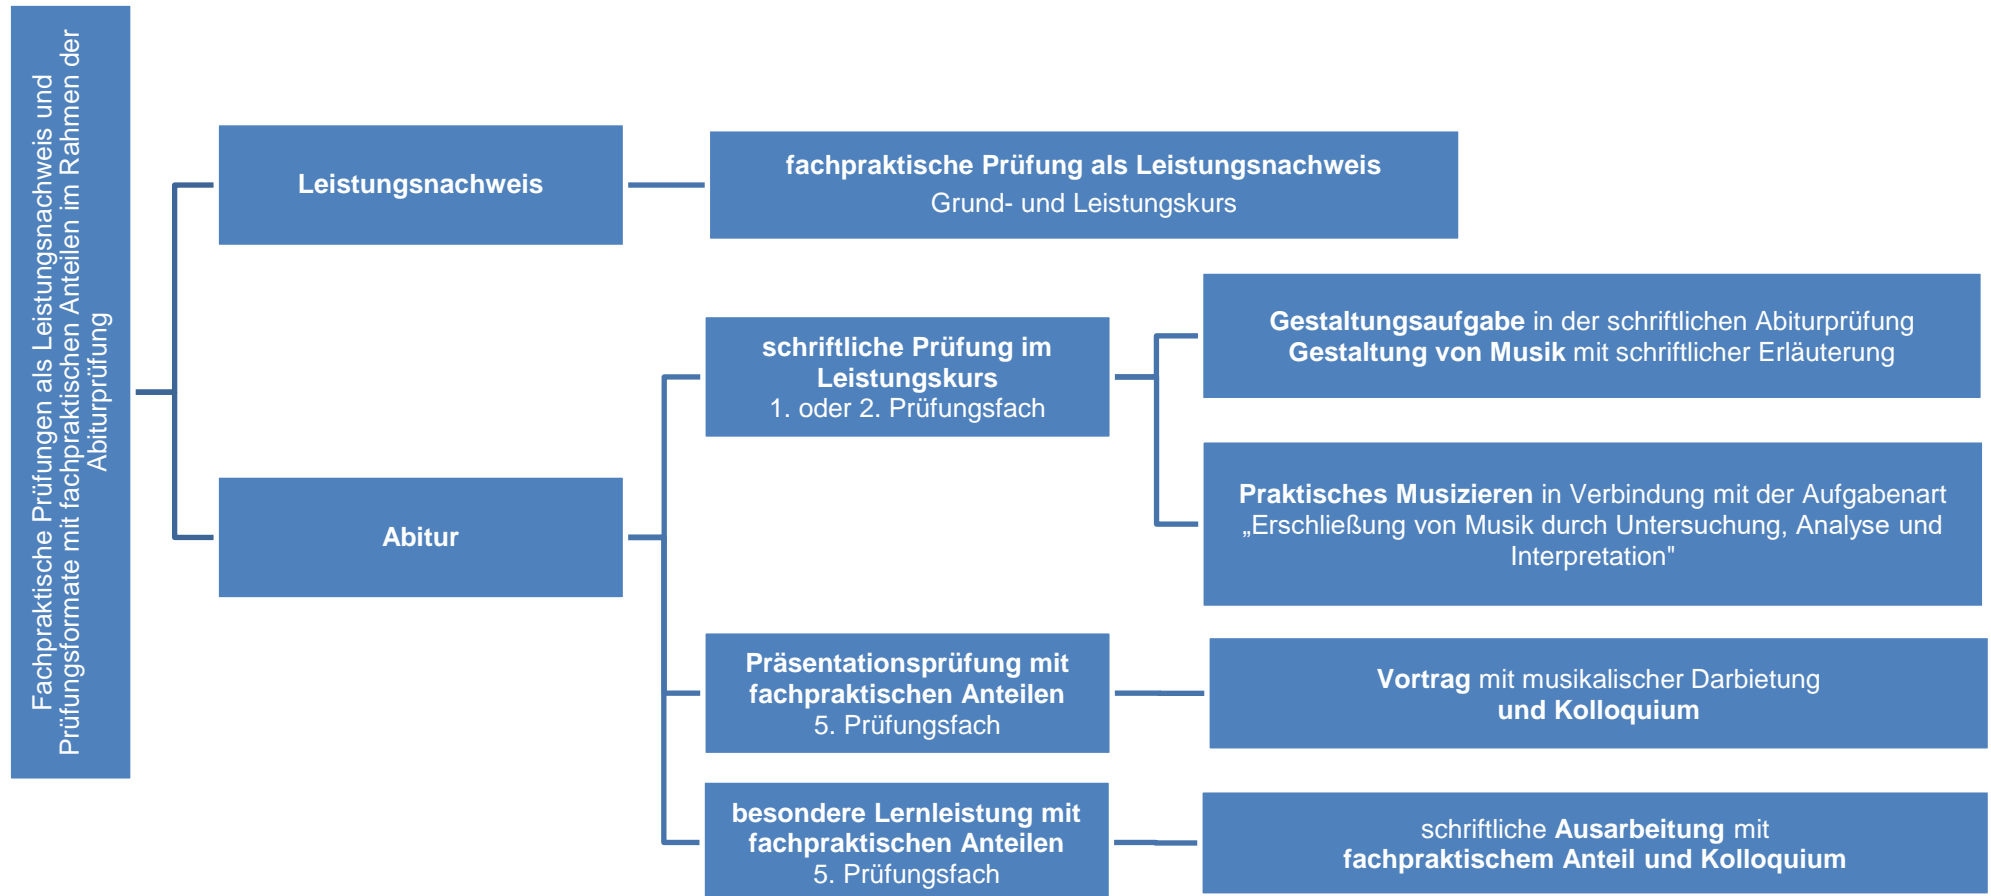 Fachpraktische Prüfungen als Leistungsnachweis und
Prüfungsformate mit fachpraktischen Anteilen im Rahmen der
Abiturprüfung
Leistungsnachweis
fachpraktische Prüfung als Leistungsnachweis
Grund- und Leistungskurs
Abitur
schriftliche Prüfung im
Leistungskurs
1. oder 2. Prüfungsfach
Gestaltungsaufgabe in der schriftlichen Abiturprüfung
Gestaltung von Musik mit schriftlicher Erläuterung
Praktisches Musizieren in Verbindung mit der Aufgabenart
„Erschließung von Musik durch Untersuchung, Analyse und
Interpretation"
Präsentationsprüfung mit
fachpraktischen Anteilen
5. Prüfungsfach
Vortrag mit musikalischer Darbietung
und Kolloquium
besondere Lernleistung mit
fachpraktischen Anteilen
5. Prüfungsfach
schriftliche Ausarbeitung mit
fachpraktischem Anteil und Kolloquium